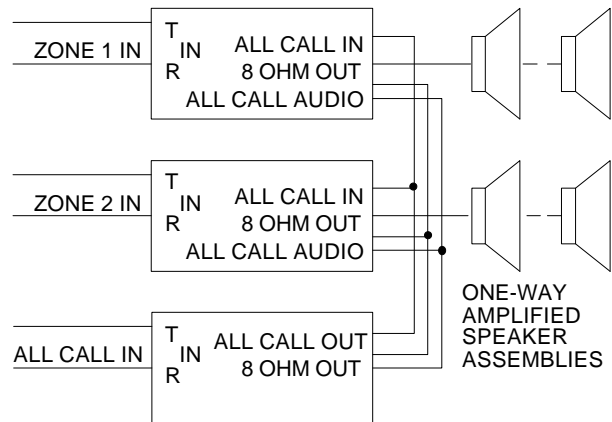 ZONE 1 IN
T
IN
R
ALL CALL IN
8 OHM OUT
ALL CALL AUDIO
ZONE 2 IN
T
IN
R
ALL CALL IN
8 OHM OUT
ALL CALL AUDIO
ALL CALL IN
T
IN
R
ALL CALL OUT
8 OHM OUT
ONE-WAY
AMPLIFIED
SPEAKER
ASSEMBLIES